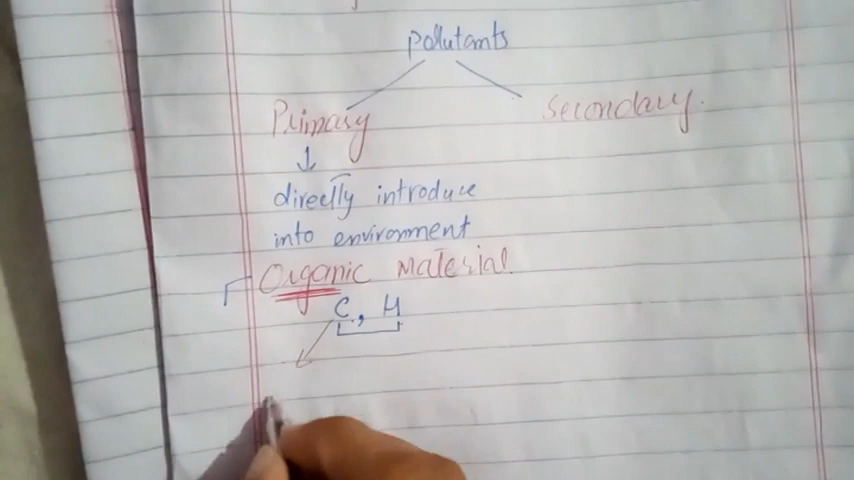 Pollutants
Primary Secondary.
directly introduce
into environment
Organic material
C, H